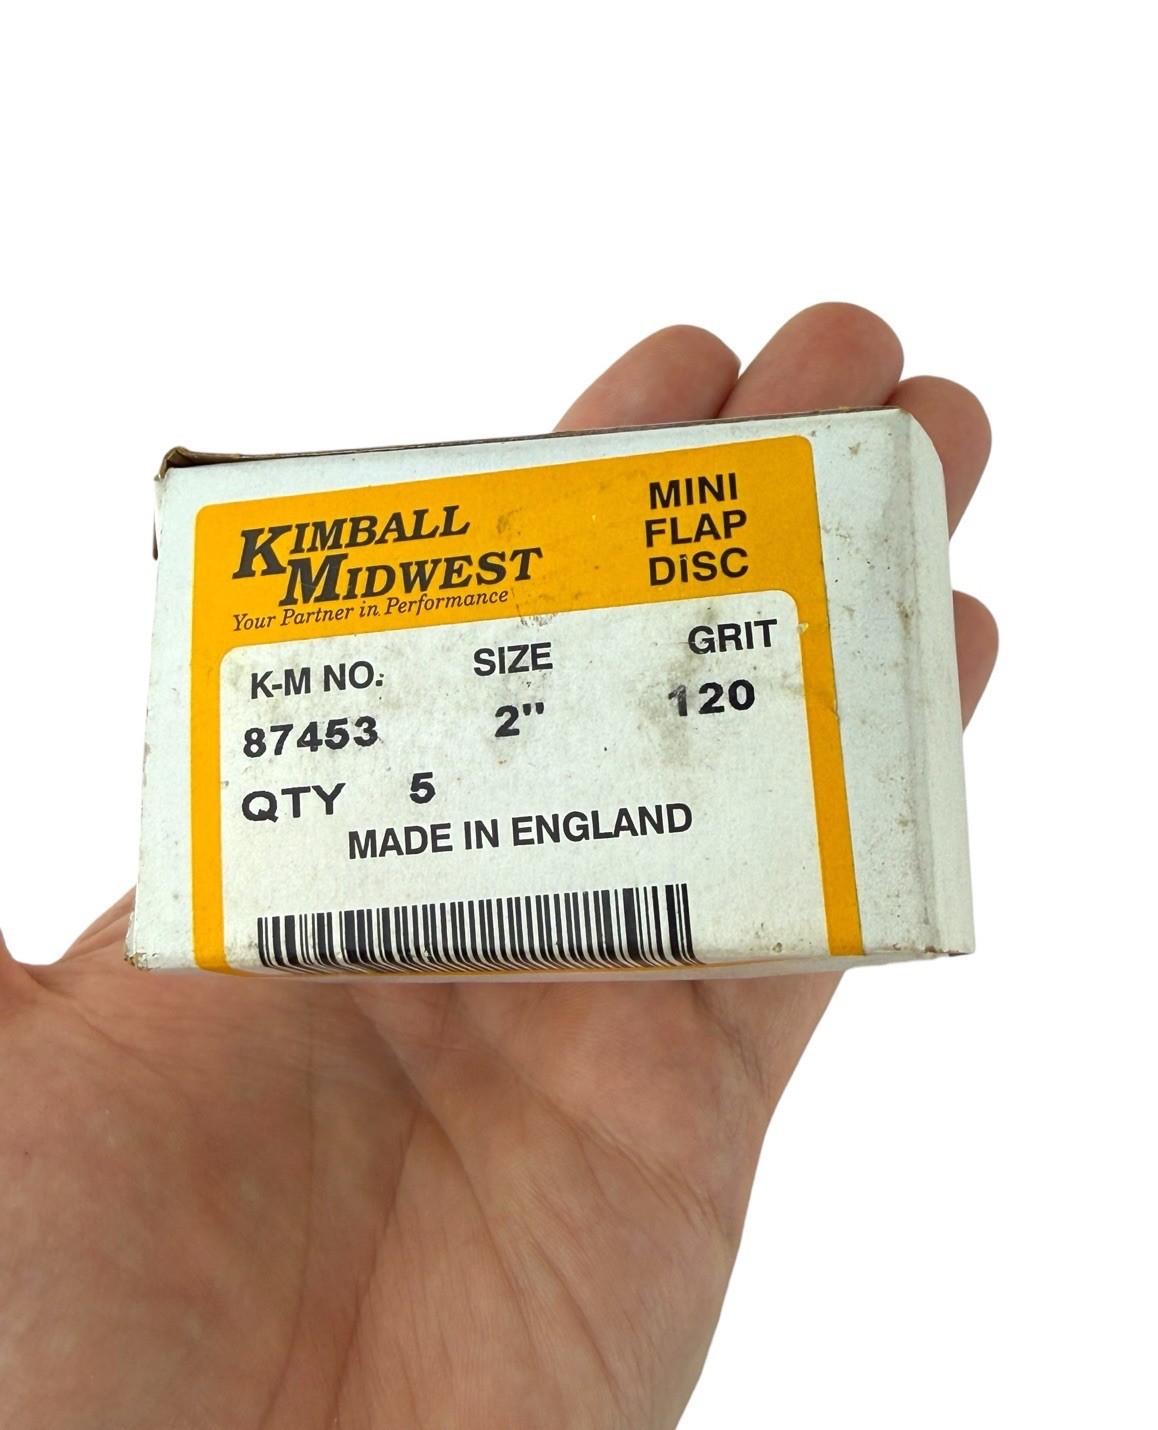 KIMBALL
MIDWEST
Your Partner in Performance
MINI
FLAP
DISC
K-M NO. SIZE GRIT
87453 2" 120
QTY 5
MADE IN ENGLAND